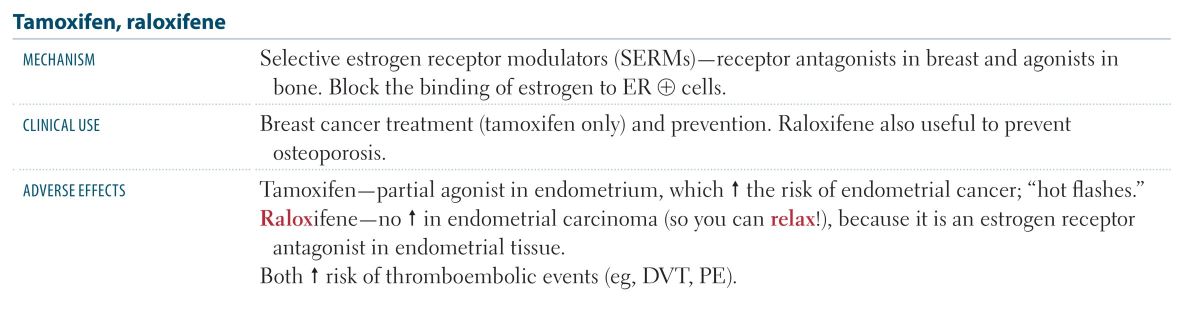 Tamoxifen, raloxifene
MECHANISM
Selective estrogen receptor modulators (SERMs)—receptor antagonists in breast and agonists in
bone. Block the binding of estrogen to ER ⊕ cells.
CLINICAL USE
Breast cancer treatment (tamoxifen only) and prevention. Raloxifene also useful to prevent
osteoporosis.
ADVERSE EFFECTS
Tamoxifen—partial agonist in endometrium, which ↑ the risk of endometrial cancer; “hot flashes.”
Raloxifene—no ↑ in endometrial carcinoma (so you can relax!), because it is an estrogen receptor
antagonist in endometrial tissue.
Both ↑ risk of thromboembolic events (eg, DVT, PE).